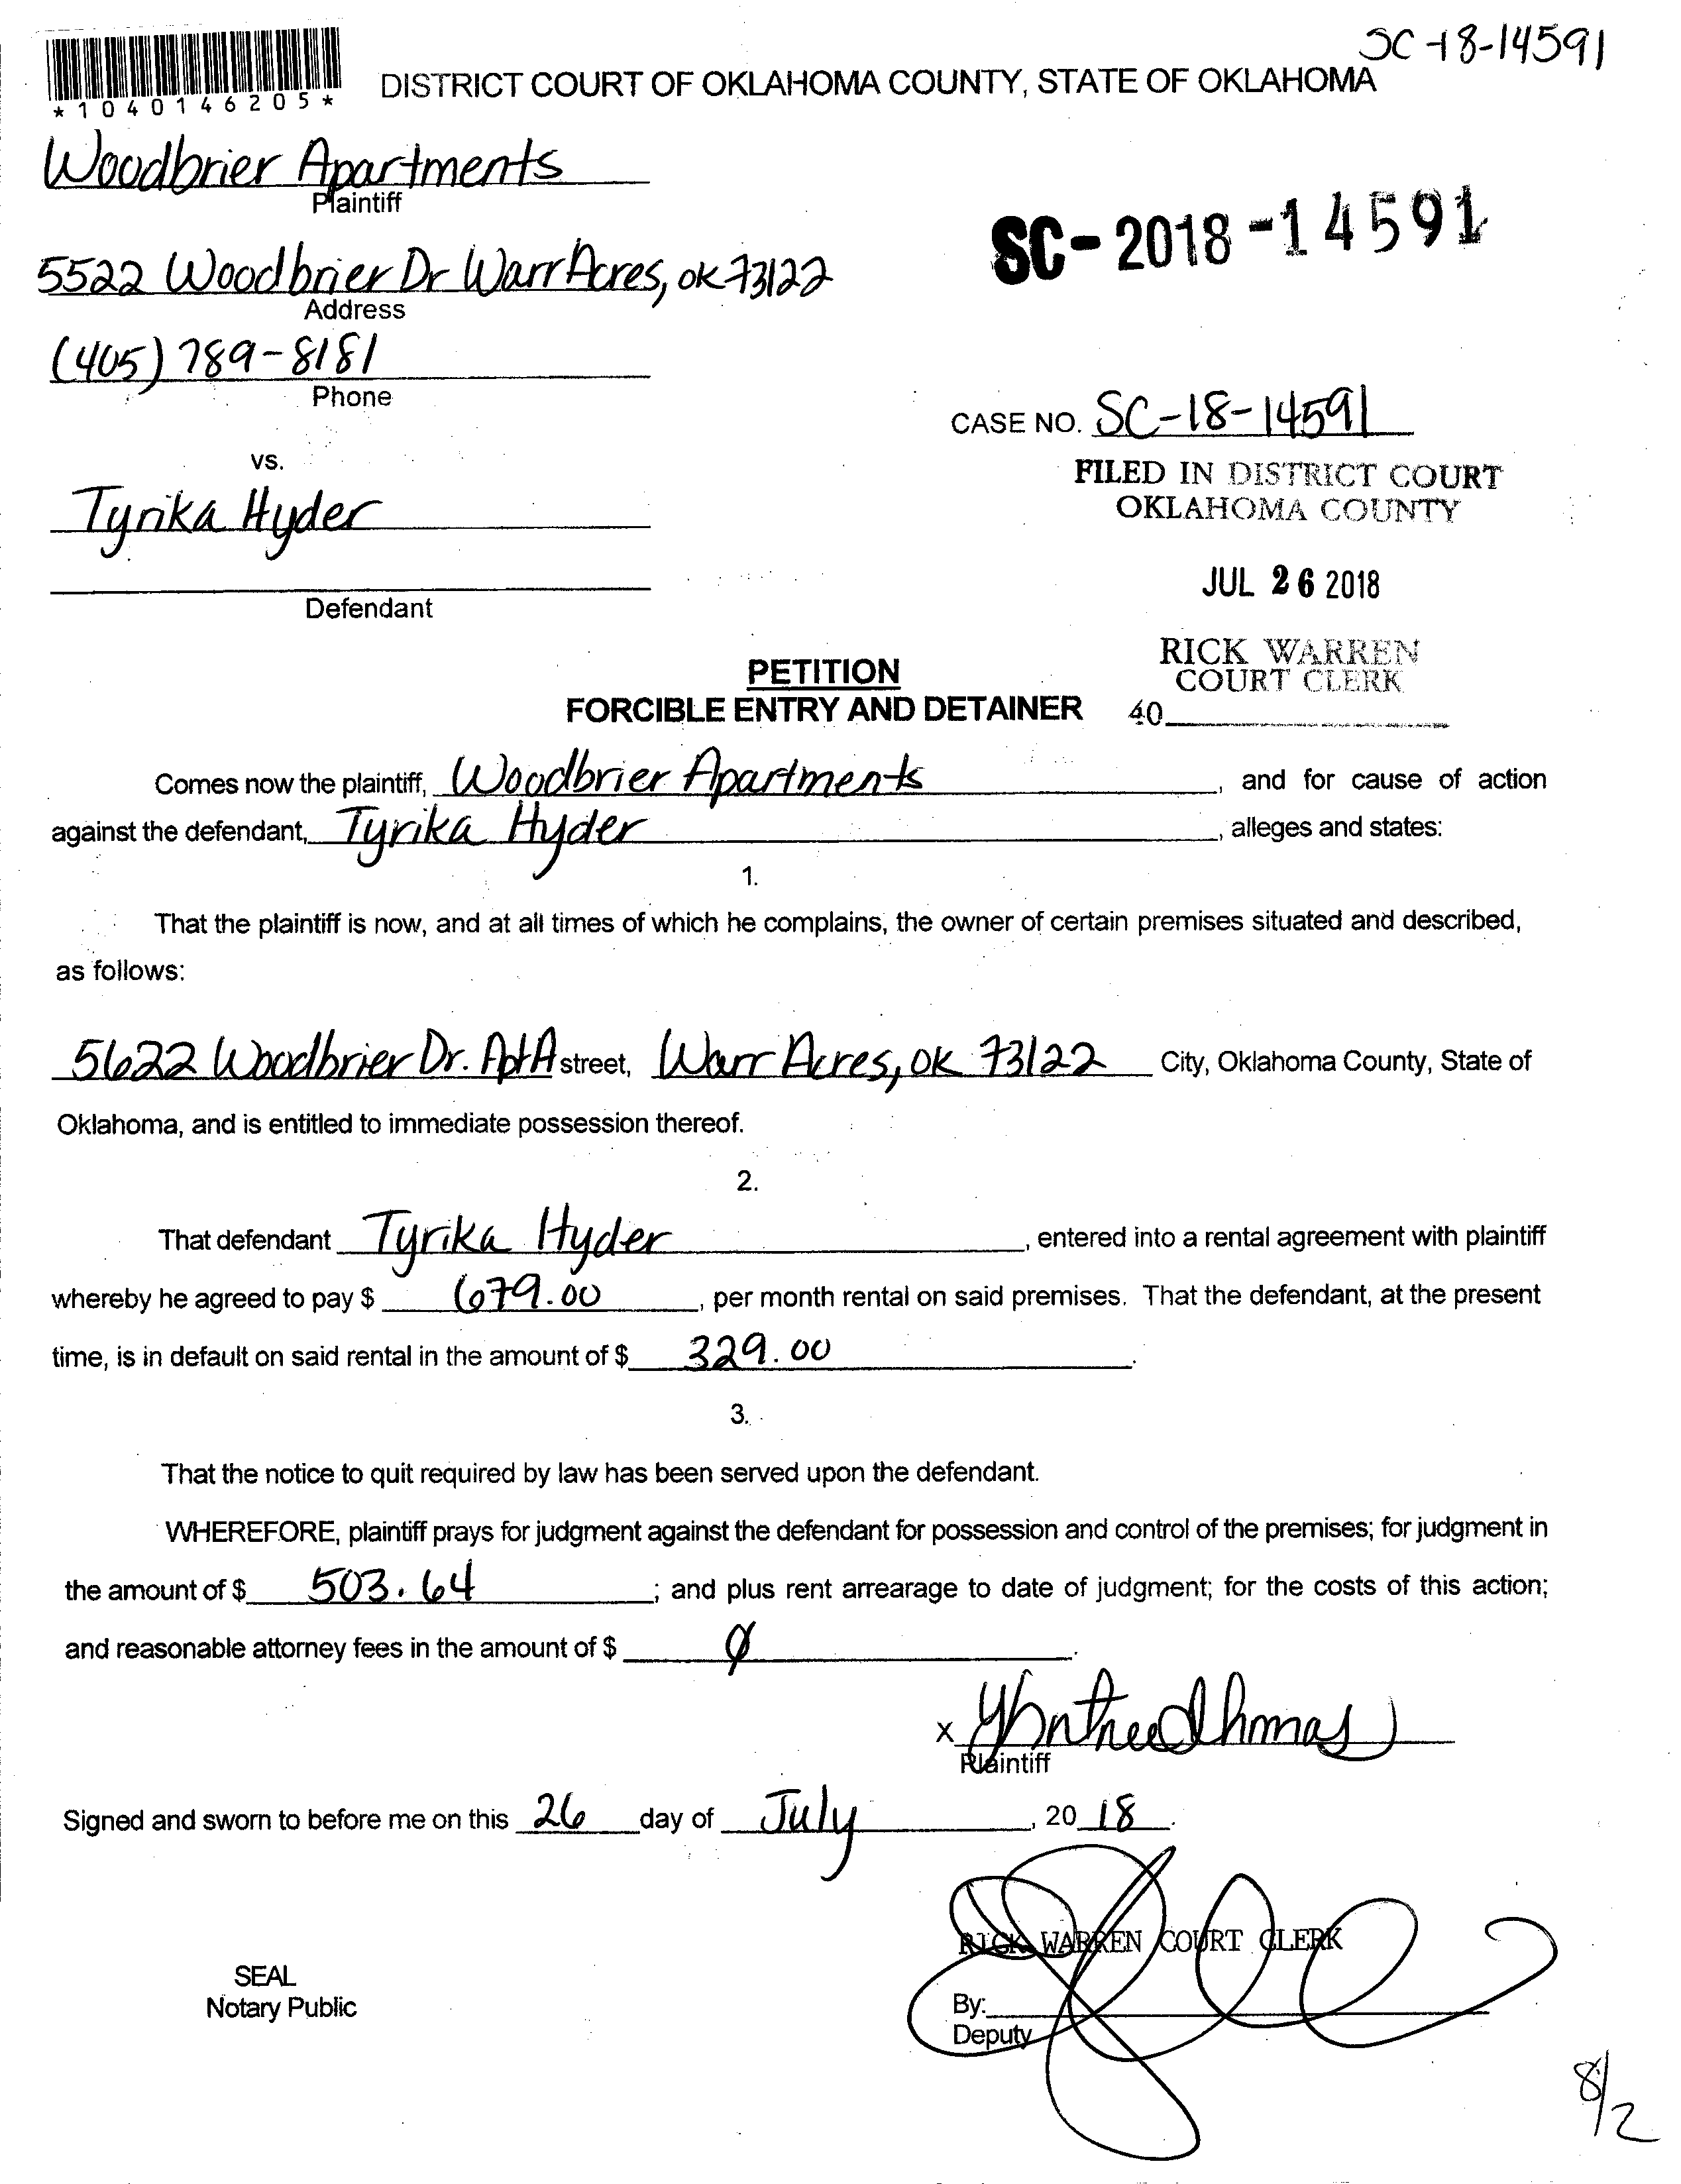 SC-18-14591
DISTRICT COURT OF OKLAHOMA COUNTY, STATE OF OKLAHOMA
*1040146205*
Woodbrier Apartments
Plaintiff
SC-2018-14591
5522 Woodbrier Dr Warr Acres, OK 73122
Address
(405) 789-8181
Phone
CASE NO. SC-18-14591
vs.
FILED IN DISTRICT COURT
OKLAHOMA COUNTY
Tyrika Hyder
JUL 26 2018
Defendant
RICK WARREN
COURT CLERK
PETITION
FORCIBLE ENTRY AND DETAINER
40
Comes now the plaintiff, Woodbrier Apartments, and for cause of action
against the defendant, Tyrika Hyder, alleges and states:
1.
That the plaintiff is now, and at all times of which he complains, the owner of certain premises situated and described,
as follows:
5622 Woodbrier Dr. Apt A street, Warr Acres, OK 73122 City, Oklahoma County, State of
Oklahoma, and is entitled to immediate possession thereof.
2.
That defendant Tyrika Hyder, entered into a rental agreement with plaintiff
whereby he agreed to pay $ 679.00, per month rental on said premises. That the defendant, at the present
time, is in default on said rental in the amount of $ 329.00.
3.
That the notice to quit required by law has been served upon the defendant.
WHEREFORE, plaintiff prays for judgment against the defendant for possession and control of the premises; for judgment in
the amount of $ 503.64; and plus rent arrearage to date of judgment; for the costs of this action;
and reasonable attorney fees in the amount of $ 0.
x
Plaintiff
Signed and sworn to before me on this 26 day of July, 2018.
RICK WARREN COURT CLERK
SEAL
Notary Public
By:
Deputy
8/2